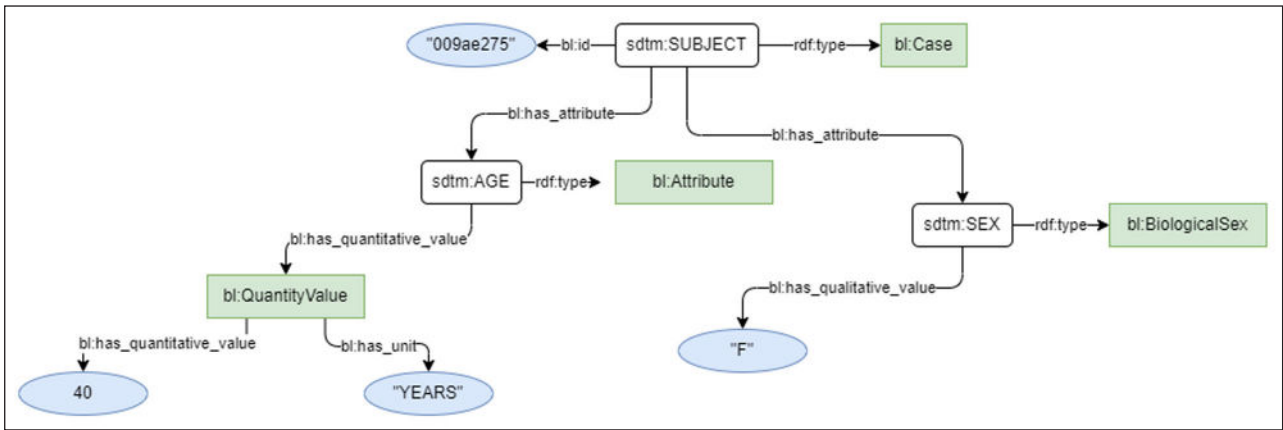 "009ae275"
bl:id
sdtm:SUBJECT
rdf:type
bl:Case
bl:has_attribute
bl:has_attribute
sdtm:AGE
rdf:type
bl:Attribute
sdtm:SEX
rdf:type
bl:BiologicalSex
bl:has_quantitative_value
bl:QuantityValue
bl:has_qualitative_value
bl:has_quantitative_value
bl:has_unit
"F"
40
"YEARS"